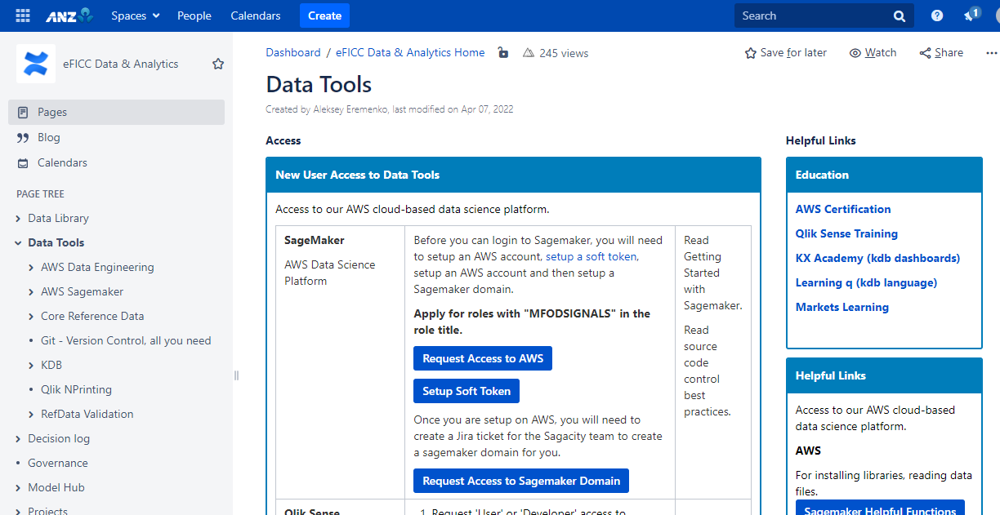 ANZ Spaces People Calendars Create Search 1
eFICC Data & Analytics
Pages
Blog
Calendars
PAGE TREE
Data Library
Data Tools
AWS Data Engineering
AWS Sagemaker
Core Reference Data
Git - Version Control, all you need
KDB
Qlik NPrinting
RefData Validation
Decision log
Governance
Model Hub
Projects
Dashboard / eFICC Data & Analytics Home 245 views Save for later Watch Share
Data Tools
Created by Aleksey Eremenko, last modified on Apr 07, 2022
Access
New User Access to Data Tools
Access to our AWS cloud-based data science platform.
SageMaker
AWS Data Science
Platform
Before you can login to Sagemaker, you will need
to setup an AWS account, setup a soft token,
setup an AWS account and then setup a
Sagemaker domain.
Apply for roles with "MFODSIGNALS" in the
role title.
Request Access to AWS
Setup Soft Token
Once you are setup on AWS, you will need to
create a Jira ticket for the Sagacity team to create
a sagemaker domain for you.
Request Access to Sagemaker Domain
Read
Getting
Started
with
Sagemaker.
Read
source
code
control
best
practices.
Qlik Sense
1. Request 'User' or 'Developer' access to
Helpful Links
Education
AWS Certification
Qlik Sense Training
KX Academy (kdb dashboards)
Learning q (kdb language)
Markets Learning
Helpful Links
Access to our AWS cloud-based
data science platform.
AWS
For installing libraries, reading data
files.
Sagemaker Helpful Functions